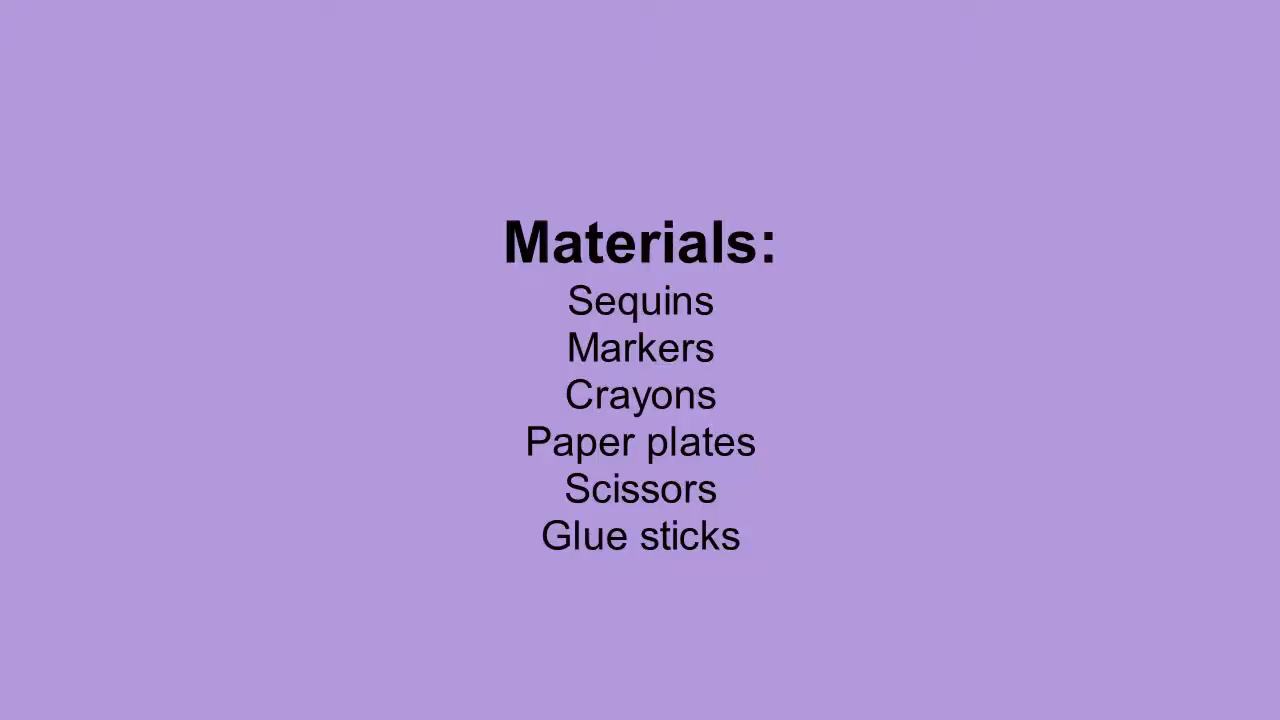 Materials:
Sequins
Markers
Crayons
Paper plates
Scissors
Glue sticks